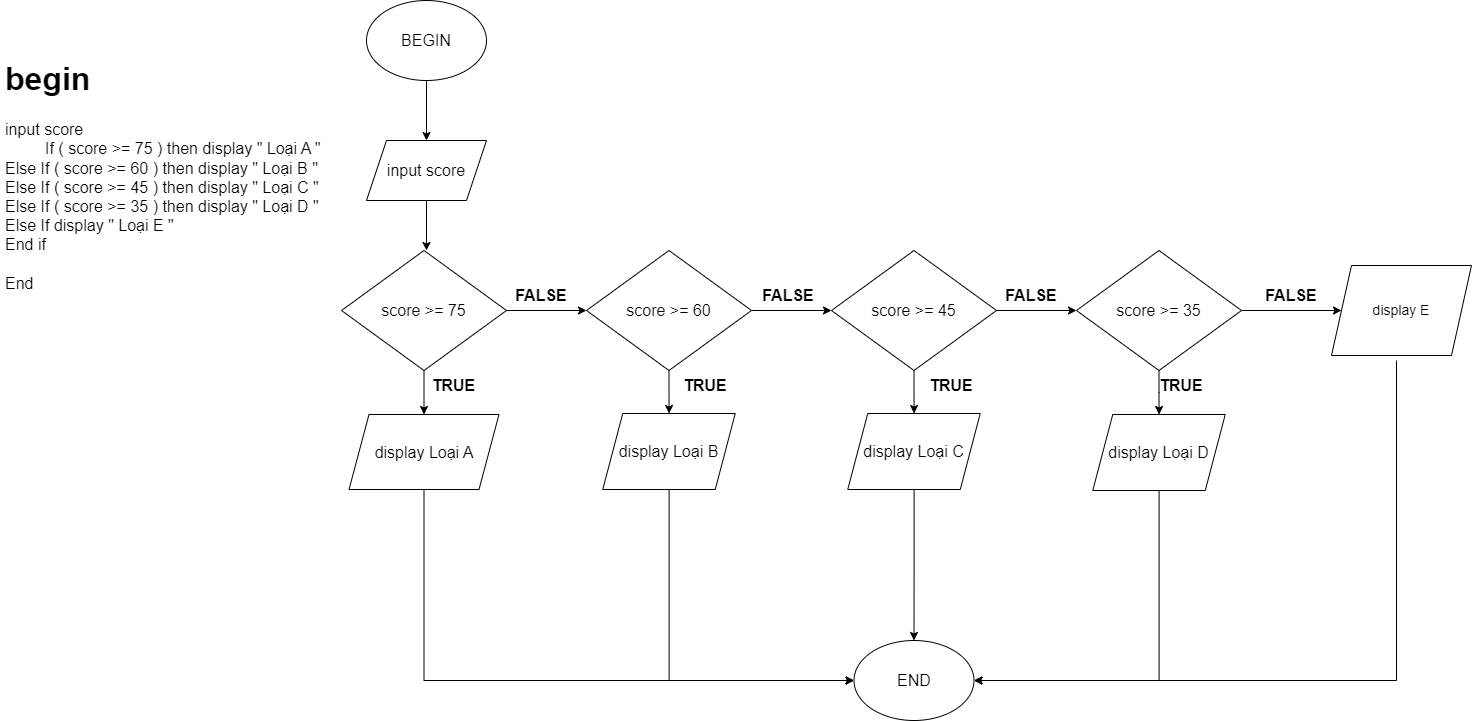 begin
input score
If ( score >= 75 ) then display " Loại A "
Else If ( score >= 60 ) then display " Loại B "
Else If ( score >= 45 ) then display " Loại C "
Else If ( score >= 35 ) then display " Loại D "
Else If display " Loại E "
End if
End
BEGIN
input score
score >= 75
FALSE
score >= 60
FALSE
score >= 45
FALSE
score >= 35
FALSE
display E
TRUE
TRUE
TRUE
TRUE
display Loại A
display Loại B
display Loại C
display Loại D
END